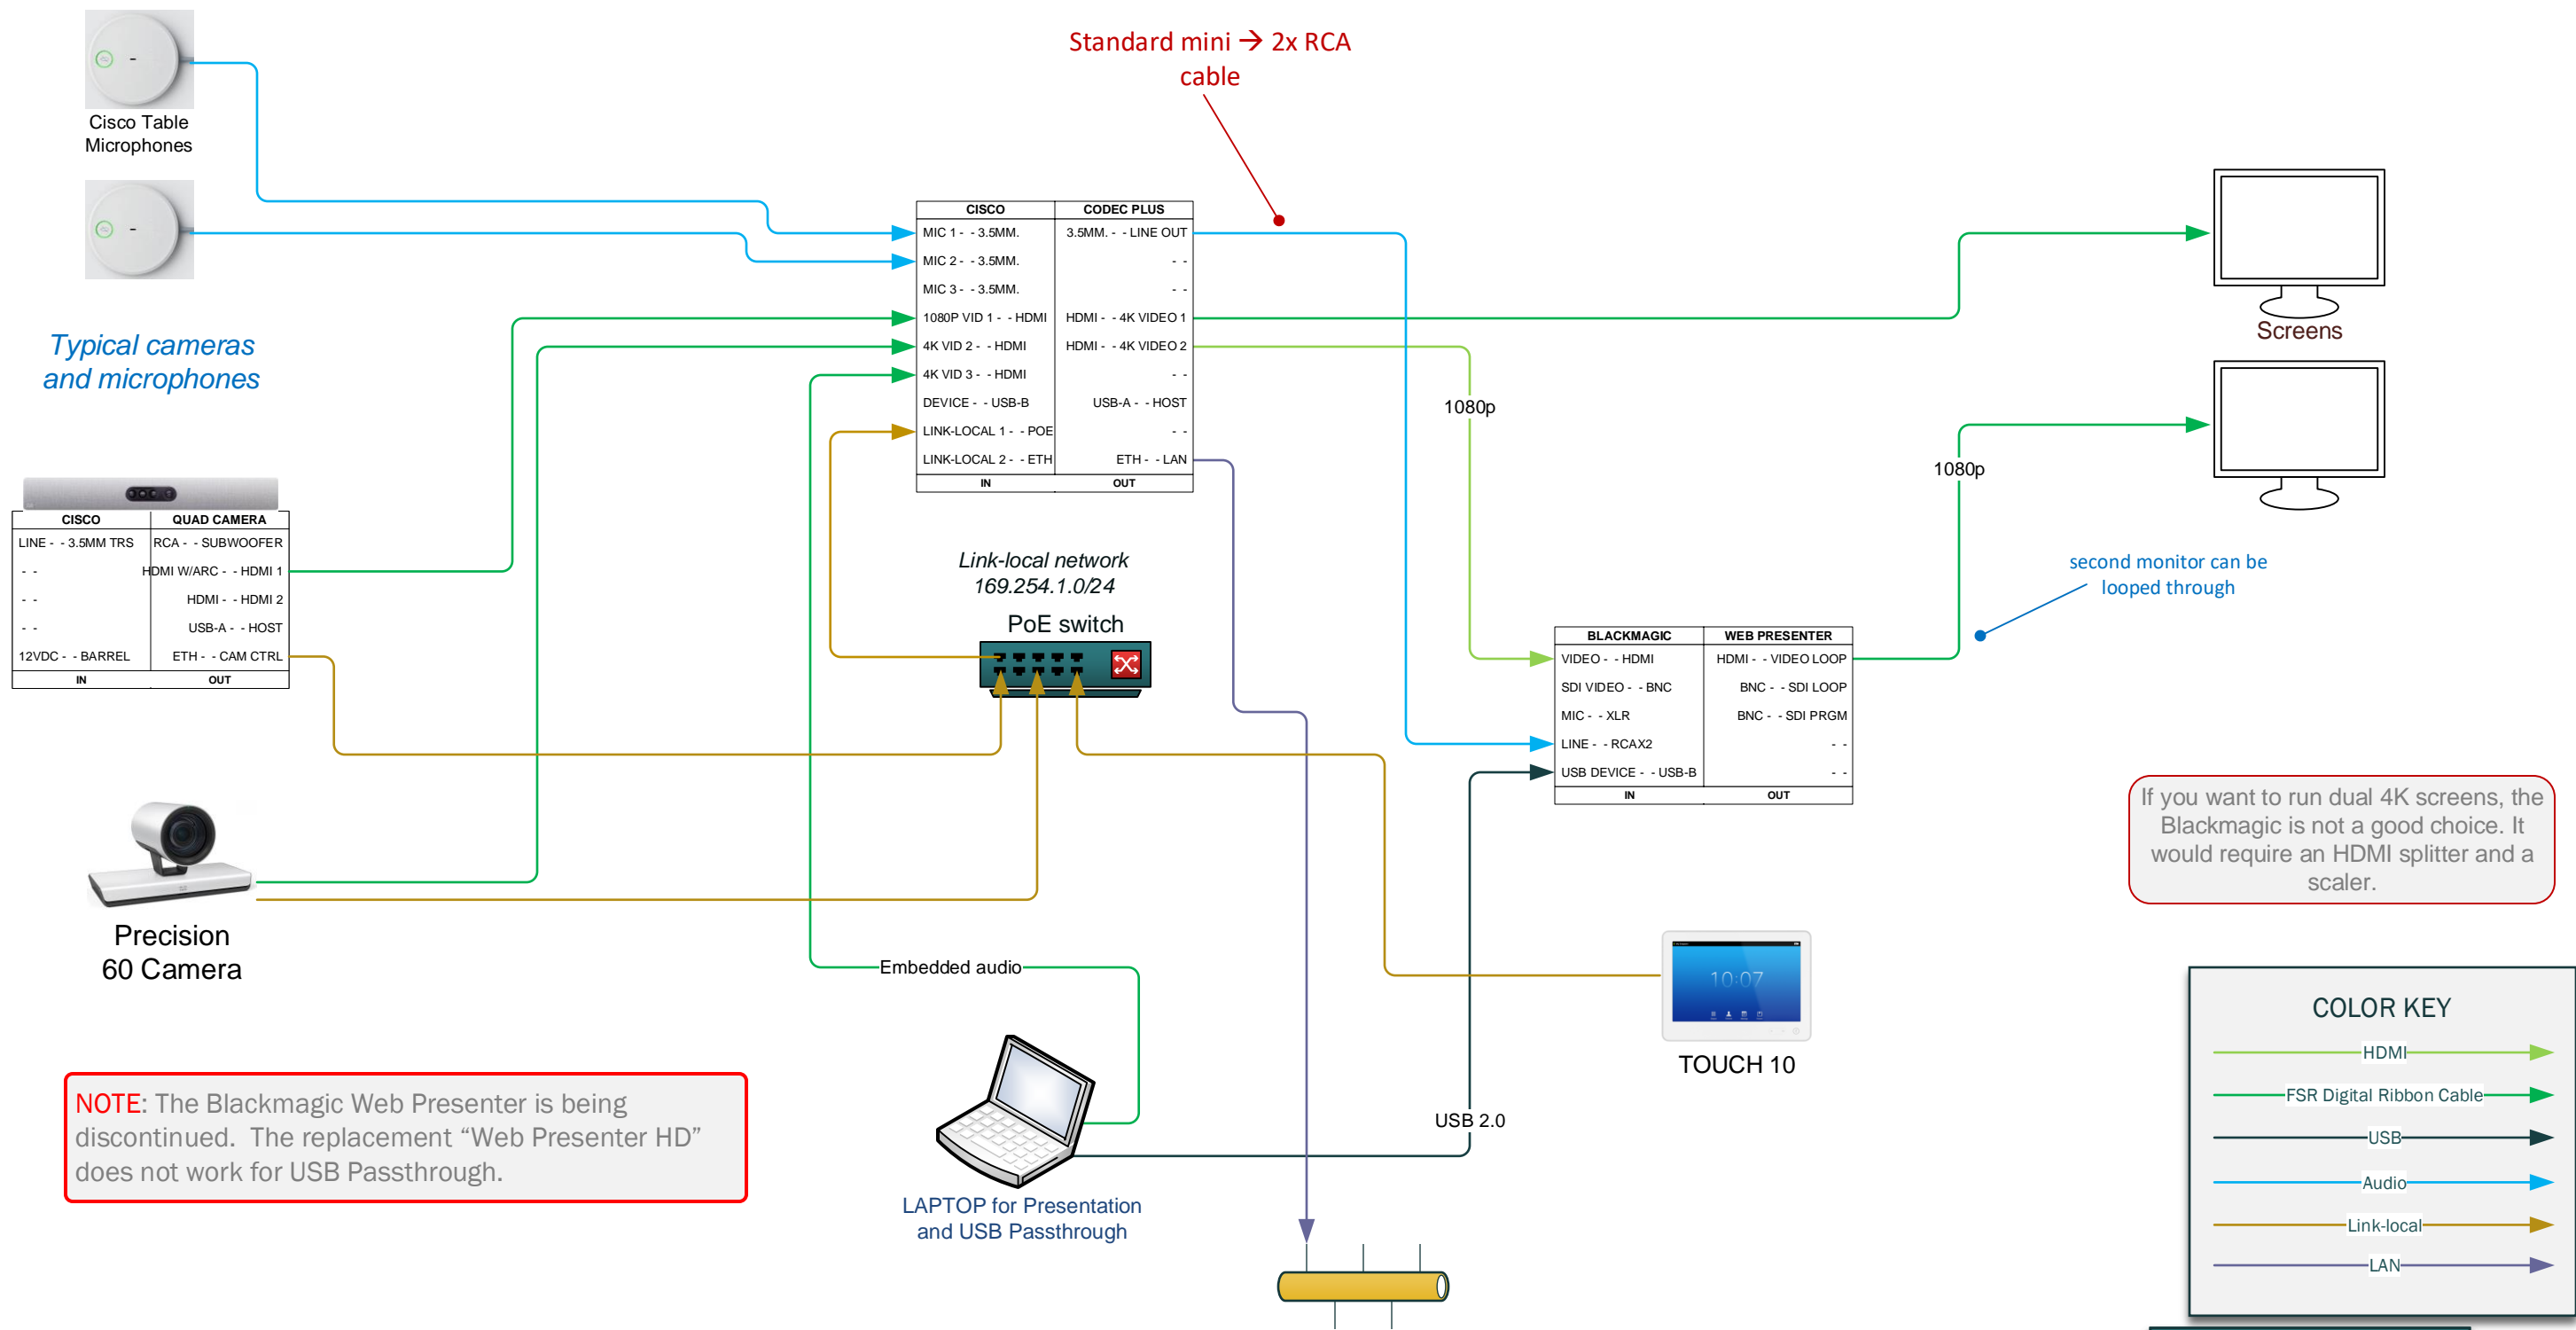 Standard mini → 2x RCA
cable
Cisco Table
Microphones
Typical cameras
and microphones
CISCO CODEC PLUS
MIC 1 - - 3.5MM. 3.5MM. - - LINE OUT
MIC 2 - - 3.5MM. - -
MIC 3 - - 3.5MM. - -
1080P VID 1 - - HDMI HDMI - - 4K VIDEO 1
4K VID 2 - - HDMI HDMI - - 4K VIDEO 2
4K VID 3 - - HDMI - -
DEVICE - - USB-B USB-A - - HOST
LINK-LOCAL 1 - - POE - -
LINK-LOCAL 2 - - ETH ETH - - LAN
IN OUT
Screens
1080p
1080p
second monitor can be
looped through
CISCO QUAD CAMERA
LINE - - 3.5MM TRS RCA - - SUBWOOFER
- - HDMI W/ARC - - HDMI 1
- - HDMI - - HDMI 2
- - USB-A - - HOST
12VDC - - BARREL ETH - - CAM CTRL
IN OUT
Link-local network
169.254.1.0/24
PoE switch
BLACKMAGIC WEB PRESENTER
VIDEO - - HDMI HDMI - - VIDEO LOOP
SDI VIDEO - - BNC BNC - - SDI LOOP
MIC - - XLR BNC - - SDI PRGM
LINE - - RCAX2 - -
USB DEVICE - - USB-B - -
IN OUT
If you want to run dual 4K screens, the
Blackmagic is not a good choice. It
would require an HDMI splitter and a
scaler.
Precision
60 Camera
Embedded audio
10:07
TOUCH 10
NOTE: The Blackmagic Web Presenter is being
discontinued. The replacement “Web Presenter HD”
does not work for USB Passthrough.
USB 2.0
LAPTOP for Presentation
and USB Passthrough
COLOR KEY
HDMI
FSR Digital Ribbon Cable
USB
Audio
Link-local
LAN